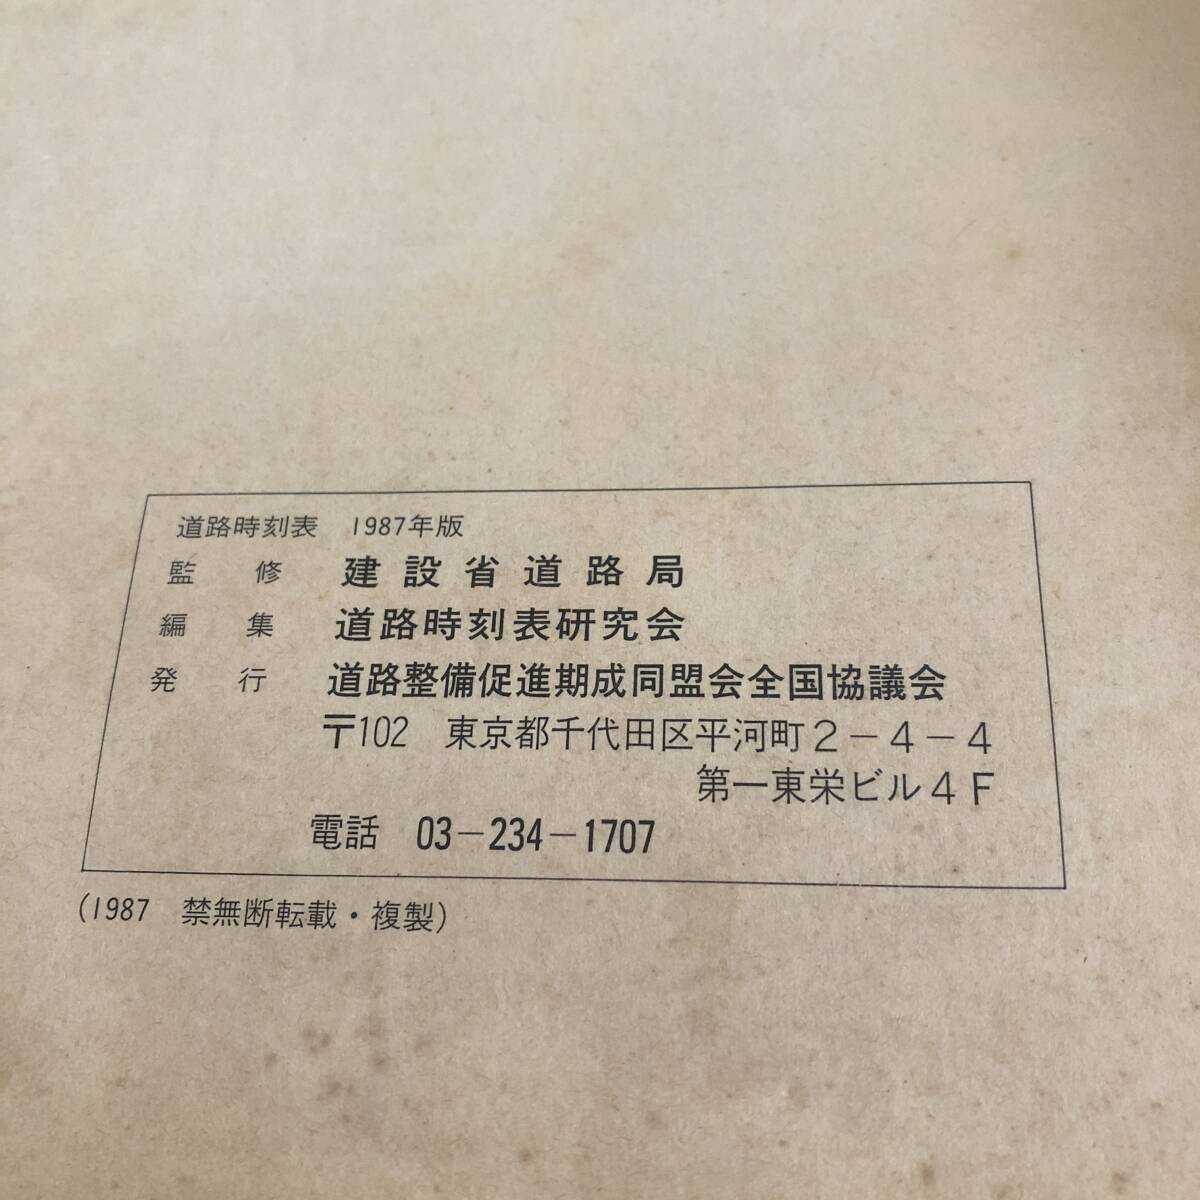 道路時刻表　1987年版
監　修　建設省道路局
編　集　道路時刻表研究会
発　行　道路整備促進期成同盟会全国協議会
〒102　東京都千代田区平河町２－４－４
第一東栄ビル４Ｆ
電話　03－234－1707
(1987　禁無断転載・複製)